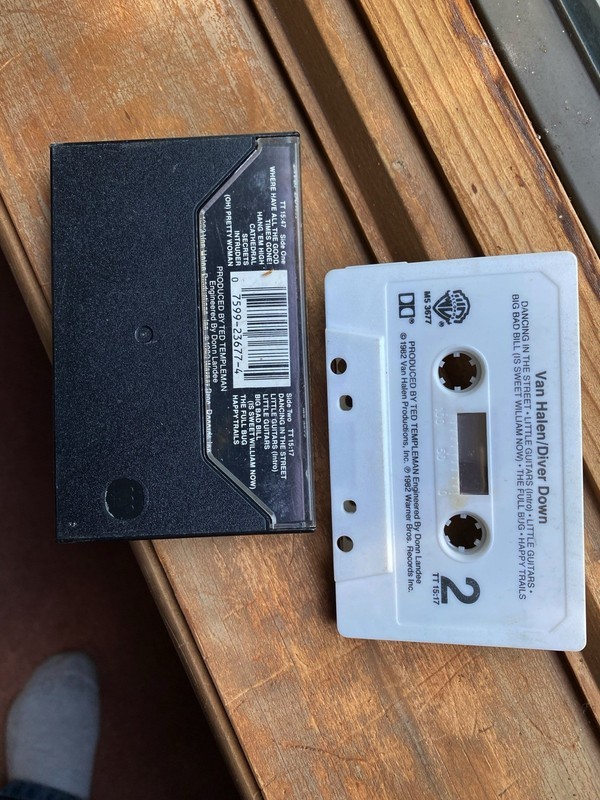 TT 15:47 Side One
WHERE HAVE ALL THE GOOD
TIMES GONE!
HANG 'EM HIGH
CATHEDRAL
SECRETS
INTRUDER
(OH) PRETTY WOMAN
0 7599-23677-4
Side Two TT 15:17
DANCING IN THE STREET
LITTLE GUITARS (Intro)
LITTLE GUITARS
BIG BAD BILL
(IS SWEET WILLIAM NOW)
THE FULL BUG
HAPPY TRAILS
PRODUCED BY TED TEMPLEMAN
Engineered By Donn Landee
Van Halen/Diver Down
DANCING IN THE STREET • LITTLE GUITARS (Intro) • LITTLE GUITARS •
BIG BAD BILL (IS SWEET WILLIAM NOW) • THE FULL BUG • HAPPY TRAILS
M5 3677
2
TT 15:17
100 50 0
PRODUCED BY TED TEMPLEMAN Engineered By Donn Landee
© 1982 Van Halen Productions, Inc. ℗ 1982 Warner Bros. Records Inc.